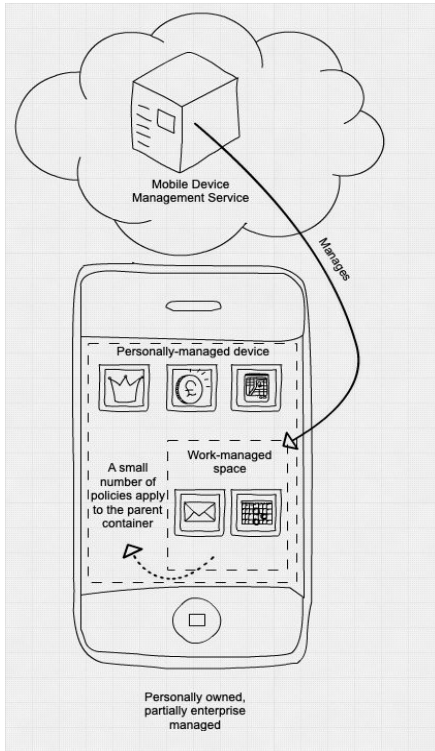 Mobile Device
Management Service
Manages
Personally-managed device
£
Work-managed
space
A small
number of
policies apply
to the parent
container
Personally owned,
partially enterprise
managed